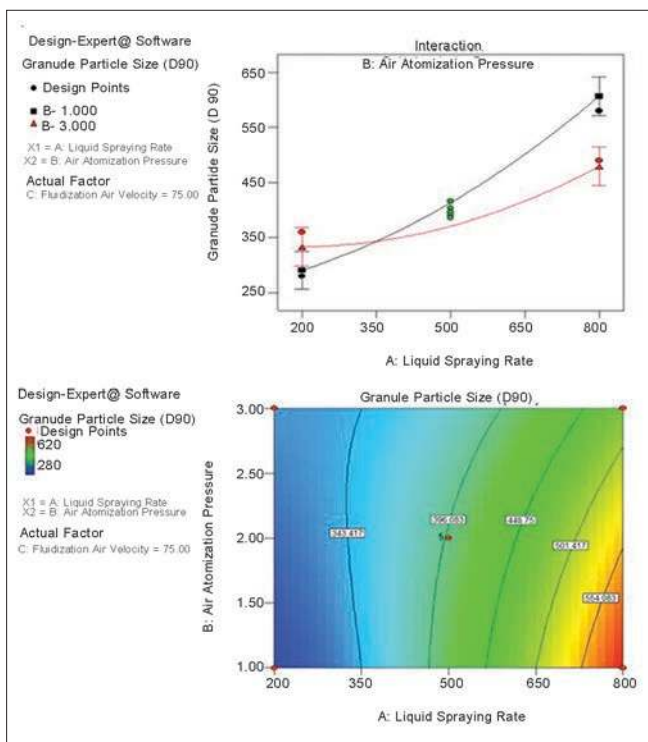 Design-Expert@ Software
Granude Particle Size (D90)
Design Points
B- 1.000
B- 3.000
X1 = A: Liquid Spraying Rate
X2 = B: Air Atomization Pressure
Actual Factor
C: Fluidization Air Velocity = 75.00
Interaction
B: Air Atomization Pressure
Granude Partide Size (D 90)
650
550
450
350
250
200
350
500
650
800
A: Liquid Spraying Rate
Design-Expert@ Software
Granude Particle Size (D90)
Design Points
620
280
X1 = A: Liquid Spraying Rate
X2 = B: Air Atomization Pressure
Actual Factor
C: Fluidization Air Velocity = 75.00
Granule Particle Size (D90)
B: Air Atomization Pressure
3.00
2.50
2.00
1.50
1.00
343.417
396.083
448.75
501.417
554.083
5
200
350
500
650
800
A: Liquid Spraying Rate